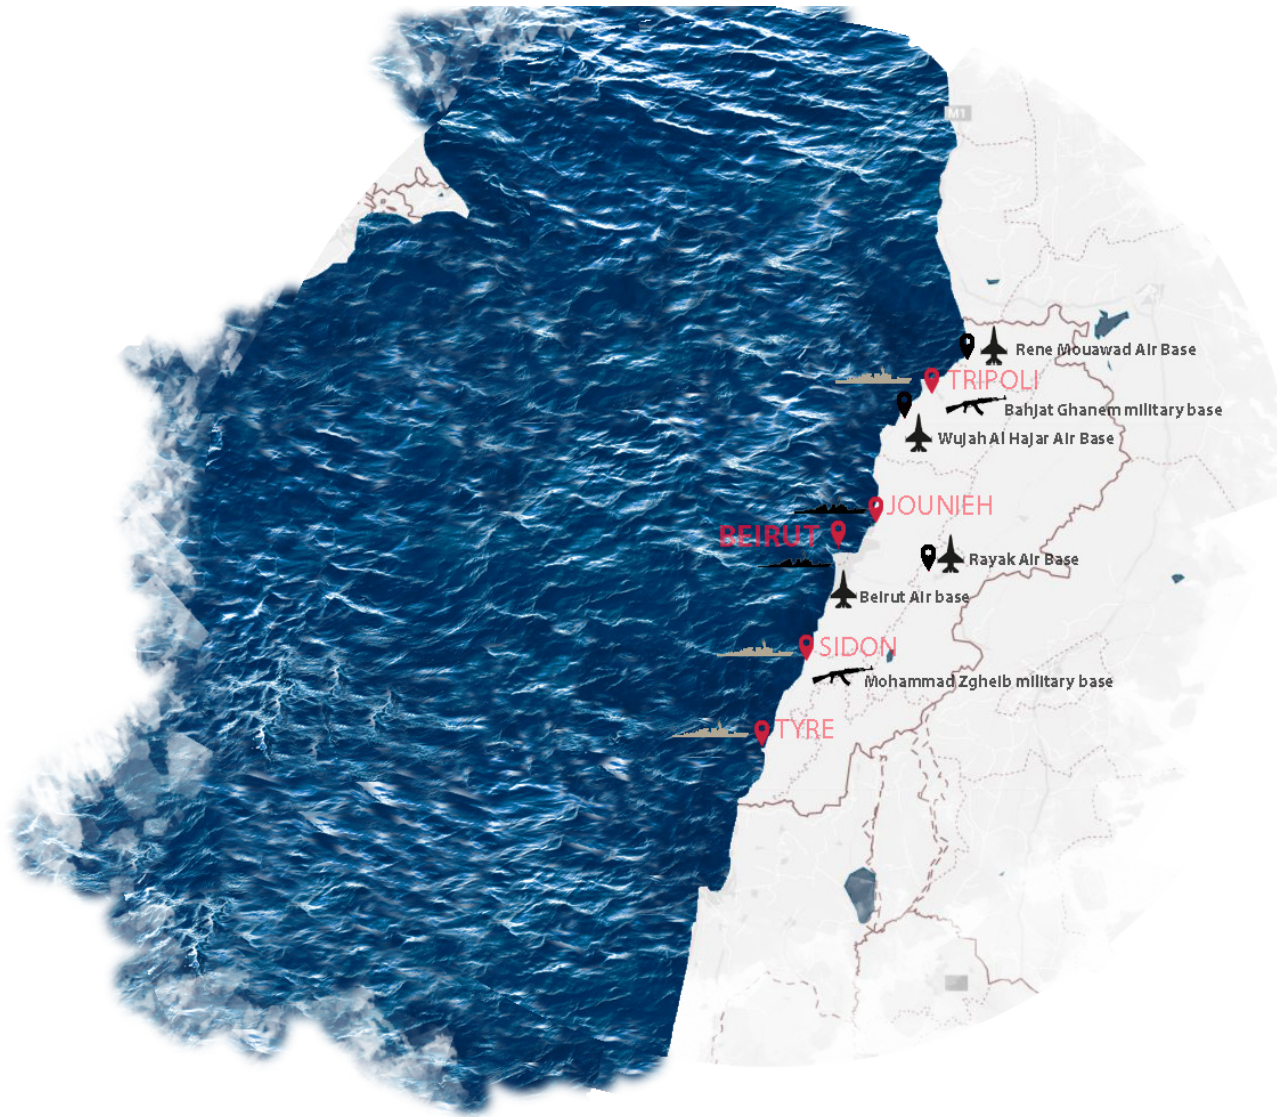 M1
Rene Mouawad Air Base
TRIPOLI
Bahjat Ghanem military base
Wujah Al Hajar Air Base
JOUNIEH
BEIRUT
Rayak Air Base
Beirut Air base
SIDON
Mohammad Zgheib military base
TYRE